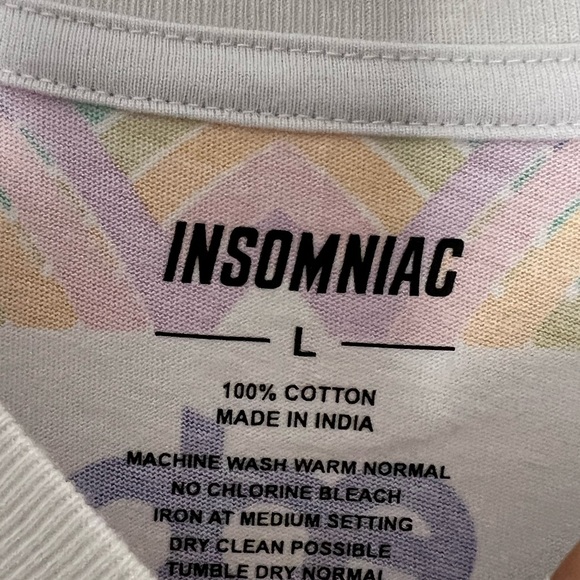 INSOMNIAC
L
100% COTTON
MADE IN INDIA
MACHINE WASH WARM NORMAL
NO CHLORINE BLEACH
IRON AT MEDIUM SETTING
DRY CLEAN POSSIBLE
TUMBLE DRY NORMAL